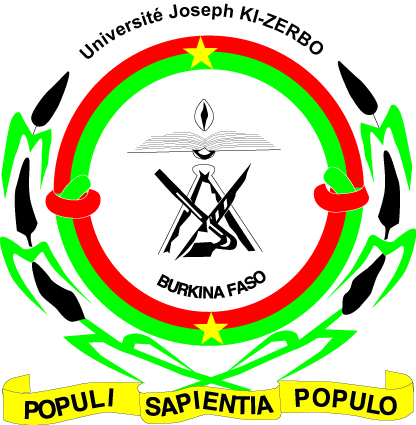 Université Joseph KI-ZERBO
BURKINA FASO
POPULI SAPIENTIA POPULO